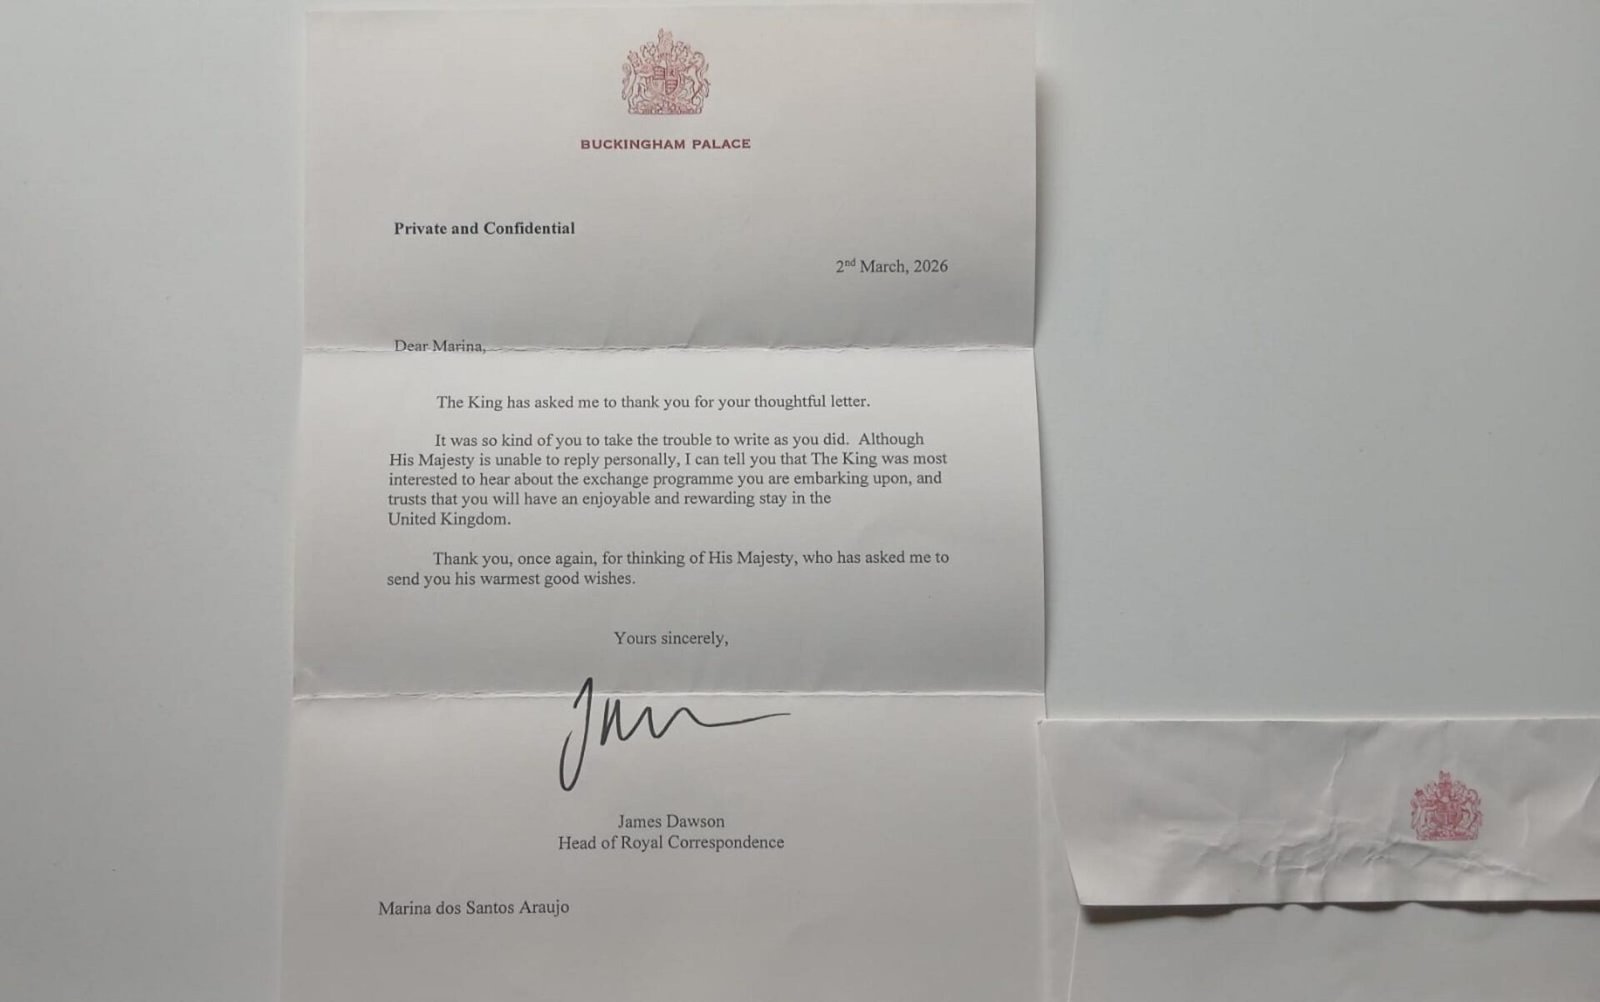 BUCKINGHAM PALACE
Private and Confidential
2nd March, 2026
Dear Marina,
The King has asked me to thank you for your thoughtful letter.
It was so kind of you to take the trouble to write as you did. Although
His Majesty is unable to reply personally, I can tell you that The King was most
interested to hear about the exchange programme you are embarking upon, and
trusts that you will have an enjoyable and rewarding stay in the
United Kingdom.
Thank you, once again, for thinking of His Majesty, who has asked me to
send you his warmest good wishes.
Yours sincerely,
James Dawson
Head of Royal Correspondence
Marina dos Santos Araujo